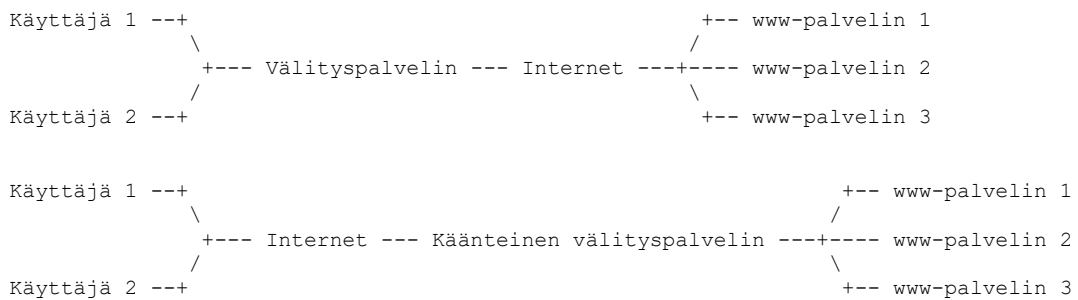 Käyttäjä 1 --+ +-- www-palvelin 1
\ /
+--- Välityspalvelin --- Internet ---+---- www-palvelin 2
/ \
Käyttäjä 2 --+ +-- www-palvelin 3
Käyttäjä 1 --+ +-- www-palvelin 1
\ /
+--- Internet --- Käänteinen välityspalvelin ---+---- www-palvelin 2
/ \
Käyttäjä 2 --+ +-- www-palvelin 3